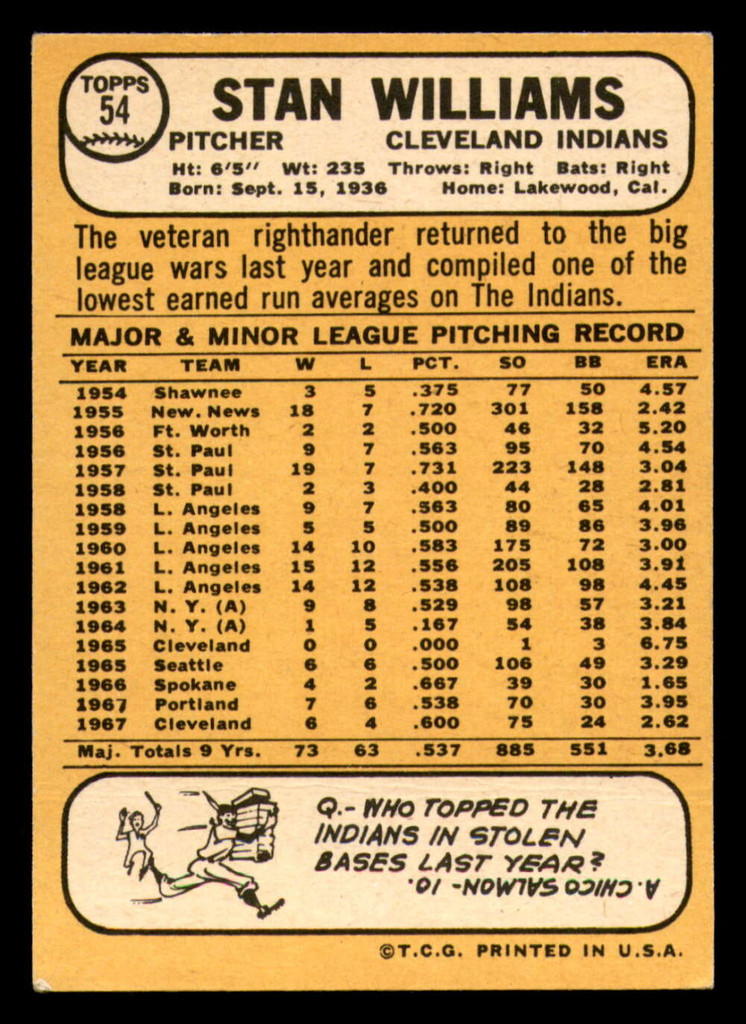 TOPPS
54
STAN WILLIAMS
PITCHER CLEVELAND INDIANS
Ht: 6'5" Wt: 235 Throws: Right Bats: Right
Born: Sept. 15, 1936 Home: Lakewood, Cal.
The veteran righthander returned to the big
league wars last year and compiled one of the
lowest earned run averages on The Indians.
MAJOR & MINOR LEAGUE PITCHING RECORD
YEAR TEAM W L PCT. SO BB ERA
1954 Shawnee 3 5 .375 77 50 4.57
1955 New. News 18 7 .720 301 158 2.42
1956 Ft. Worth 2 2 .500 46 32 5.20
1956 St. Paul 9 7 .563 95 70 4.54
1957 St. Paul 19 7 .731 223 148 3.04
1958 St. Paul 2 3 .400 44 28 2.81
1958 L. Angeles 9 7 .563 80 65 4.01
1959 L. Angeles 5 5 .500 89 86 3.96
1960 L. Angeles 14 10 .583 175 72 3.00
1961 L. Angeles 15 12 .556 205 108 3.91
1962 L. Angeles 14 12 .538 108 98 4.45
1963 N. Y. (A) 9 8 .529 98 57 3.21
1964 N. Y. (A) 1 5 .167 54 38 3.84
1965 Cleveland 0 0 .000 1 3 6.75
1965 Seattle 6 6 .500 106 49 3.29
1966 Spokane 4 2 .667 39 30 1.65
1967 Portland 7 6 .538 70 30 3.95
1967 Cleveland 6 4 .600 75 24 2.62
Maj. Totals 9 Yrs. 73 63 .537 885 551 3.68
Q.- WHO TOPPED THE
INDIANS IN STOLEN
BASES LAST YEAR?
A. CHICO SALMON - 10.
©T.C.G. PRINTED IN U.S.A.